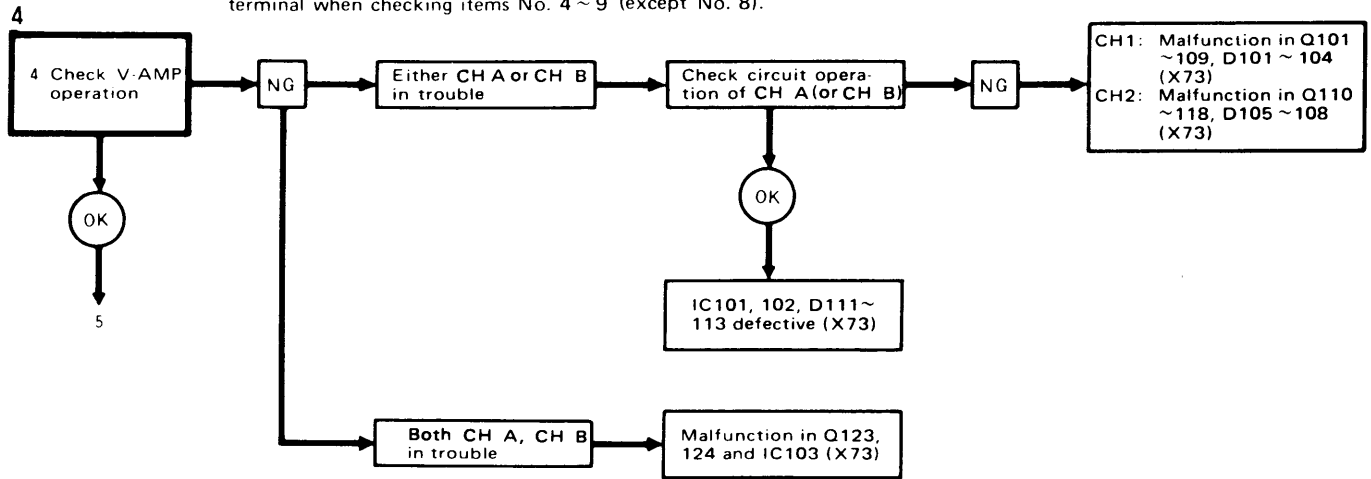 terminal when checking items No. 4 ~ 9 (except No. 8).
4
4 Check V-AMP
operation
NG
Either CH A or CH B
in trouble
Check circuit opera-
tion of CH A (or CH B)
NG
CH1: Malfunction in Q101
~109, D101 ~ 104
(X73)
CH2: Malfunction in Q110
~118, D105 ~ 108
(X73)
OK
5
OK
IC101, 102, D111~
113 defective (X73)
Both CH A, CH B
in trouble
Malfunction in Q123,
124 and IC103 (X73)